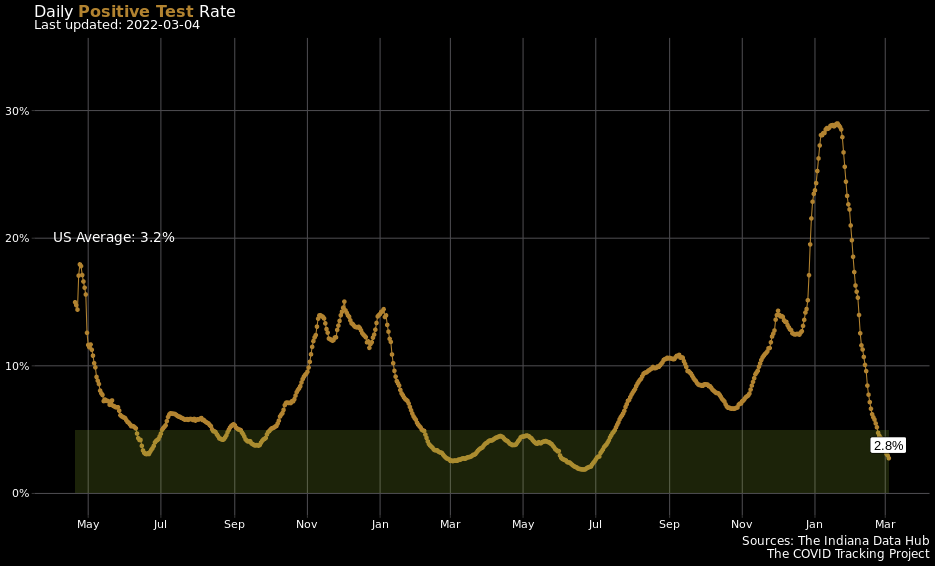 Daily Positive Test Rate
Last updated: 2022-03-04
30%
US Average: 3.2%
20%
10%
2.8%
0%
May Jul Sep Nov Jan Mar May Jul Sep Nov Jan Mar
Sources: The Indiana Data Hub
The COVID Tracking Project